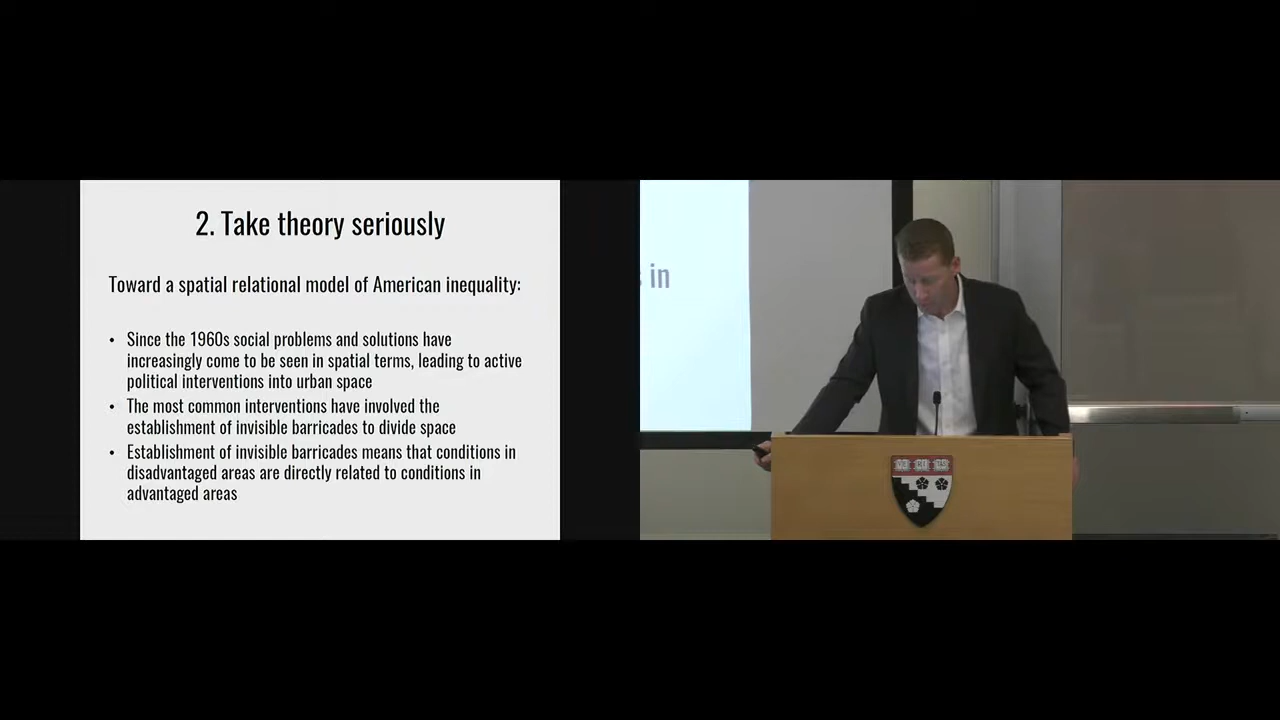 2. Take theory seriously
Toward a spatial relational model of American inequality:
• Since the 1960s social problems and solutions have
increasingly come to be seen in spatial terms, leading to active
political interventions into urban space
• The most common interventions have involved the
establishment of invisible barricades to divide space
• Establishment of invisible barricades means that conditions in
disadvantaged areas are directly related to conditions in
advantaged areas
in